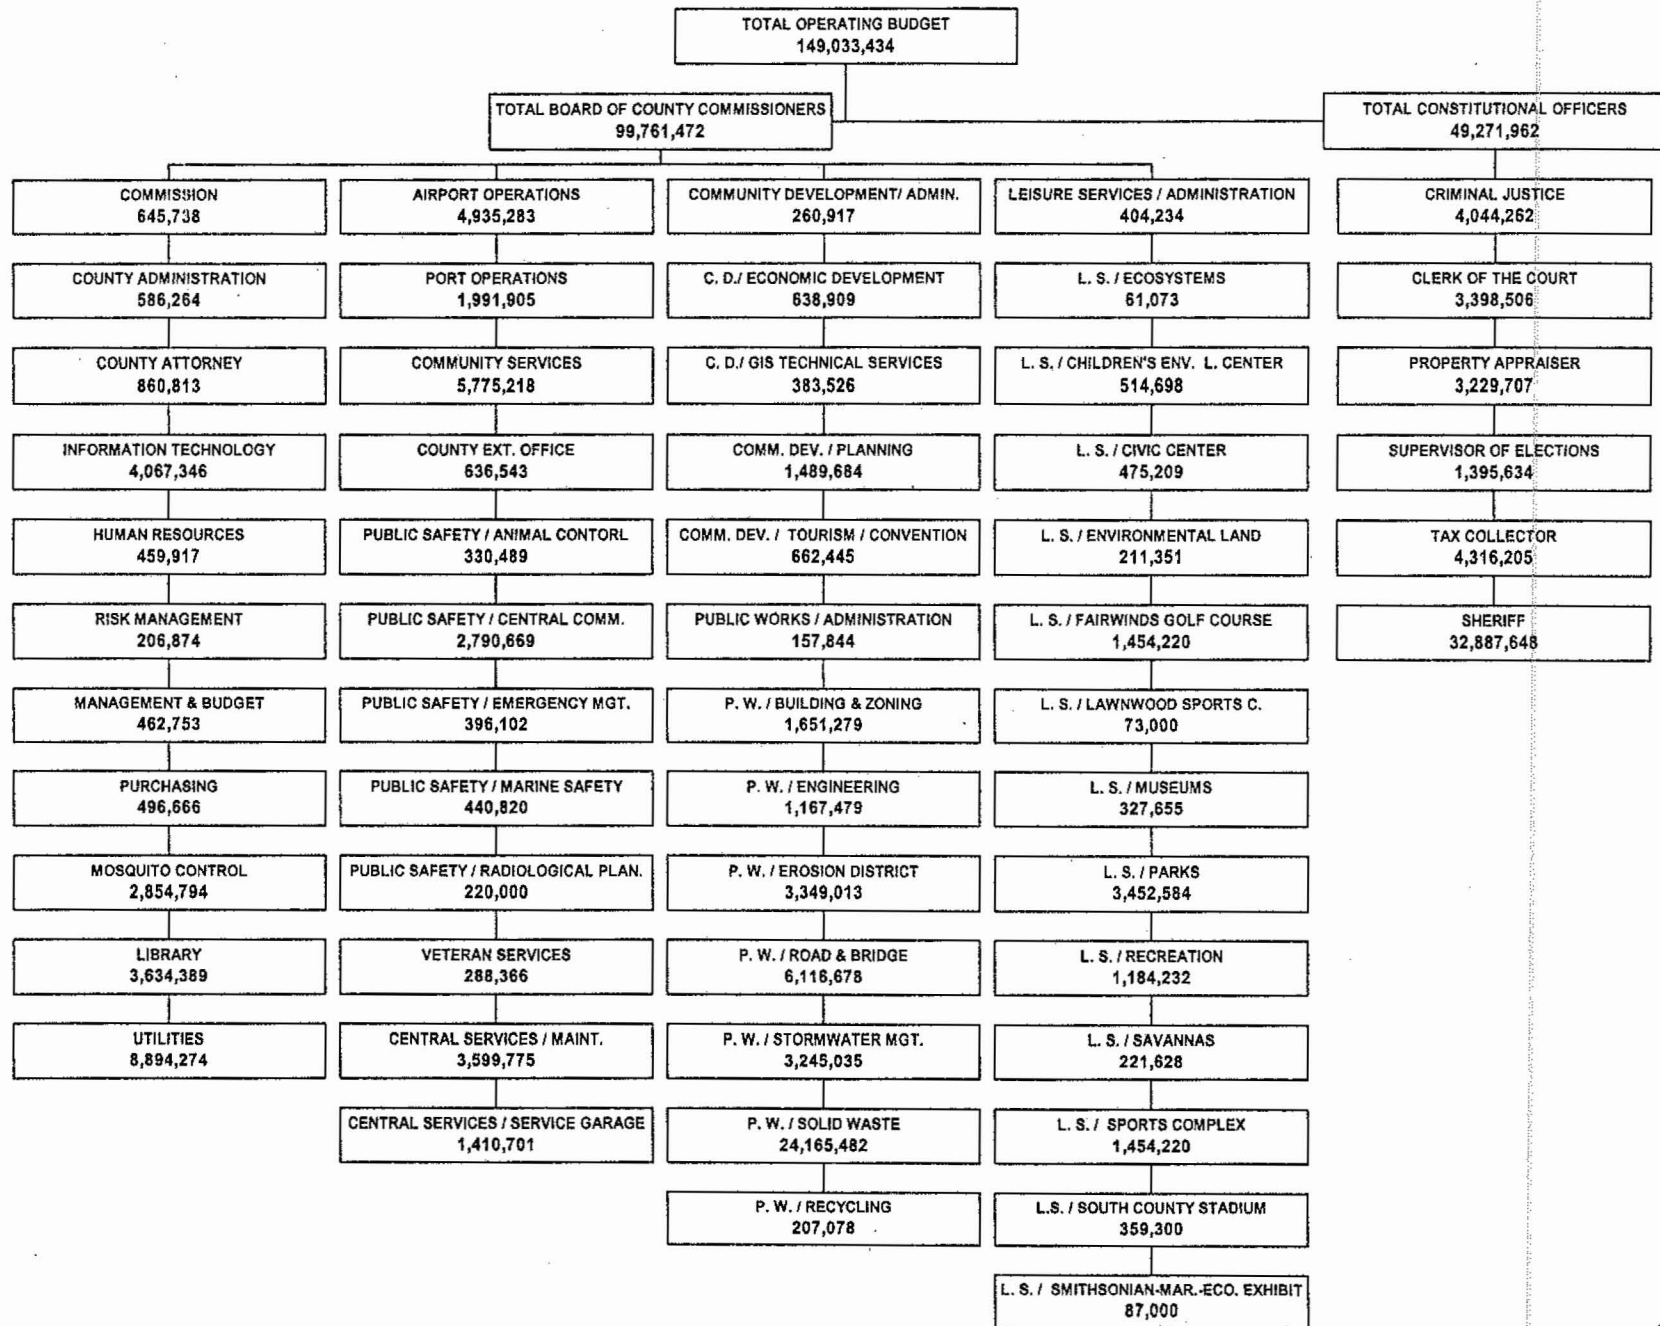 TOTAL OPERATING BUDGET
149,033,434
TOTAL BOARD OF COUNTY COMMISSIONERS
99,761,472
TOTAL CONSTITUTIONAL OFFICERS
49,271,962
COMMISSION
645,738
COUNTY ADMINISTRATION
586,264
COUNTY ATTORNEY
860,813
INFORMATION TECHNOLOGY
4,067,346
HUMAN RESOURCES
459,917
RISK MANAGEMENT
206,874
MANAGEMENT & BUDGET
462,753
PURCHASING
496,666
MOSQUITO CONTROL
2,854,794
LIBRARY
3,634,389
UTILITIES
8,894,274
AIRPORT OPERATIONS
4,935,283
PORT OPERATIONS
1,991,905
COMMUNITY SERVICES
5,775,218
COUNTY EXT. OFFICE
636,543
PUBLIC SAFETY / ANIMAL CONTORL
330,489
PUBLIC SAFETY / CENTRAL COMM.
2,790,669
PUBLIC SAFETY / EMERGENCY MGT.
396,102
PUBLIC SAFETY / MARINE SAFETY
440,820
PUBLIC SAFETY / RADIOLOGICAL PLAN.
220,000
VETERAN SERVICES
288,366
CENTRAL SERVICES / MAINT.
3,599,775
CENTRAL SERVICES / SERVICE GARAGE
1,410,701
COMMUNITY DEVELOPMENT/ ADMIN.
260,917
C. D./ ECONOMIC DEVELOPMENT
638,909
C. D./ GIS TECHNICAL SERVICES
383,526
COMM. DEV. / PLANNING
1,489,684
COMM. DEV. / TOURISM / CONVENTION
662,445
PUBLIC WORKS / ADMINISTRATION
157,844
P. W. / BUILDING & ZONING
1,651,279
P. W. / ENGINEERING
1,167,479
P. W. / EROSION DISTRICT
3,349,013
P. W. / ROAD & BRIDGE
6,116,678
P. W. / STORMWATER MGT.
3,245,035
P. W. / SOLID WASTE
24,165,482
P. W. / RECYCLING
207,078
LEISURE SERVICES / ADMINISTRATION
404,234
L. S. / ECOSYSTEMS
61,073
L. S. / CHILDREN'S ENV. L. CENTER
514,698
L. S. / CIVIC CENTER
475,209
L. S. / ENVIRONMENTAL LAND
211,351
L. S. / FAIRWINDS GOLF COURSE
1,454,220
L. S. / LAWNWOOD SPORTS C.
73,000
L. S. / MUSEUMS
327,655
L. S. / PARKS
3,452,584
L. S. / RECREATION
1,184,232
L. S. / SAVANNAS
221,628
L. S. / SPORTS COMPLEX
1,454,220
L.S. / SOUTH COUNTY STADIUM
359,300
L. S. / SMITHSONIAN-MAR.-ECO. EXHIBIT
87,000
CRIMINAL JUSTICE
4,044,262
CLERK OF THE COURT
3,398,506
PROPERTY APPRAISER
3,229,707
SUPERVISOR OF ELECTIONS
1,395,634
TAX COLLECTOR
4,316,205
SHERIFF
32,887,648